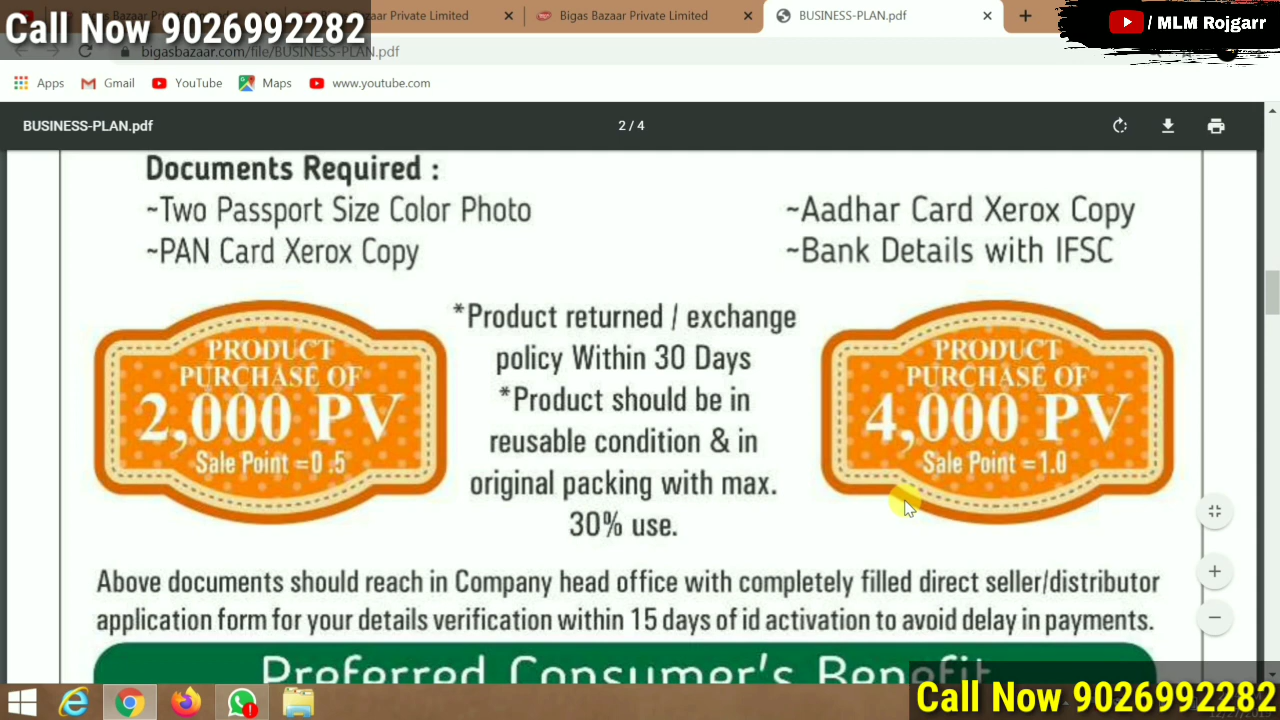 Call Now 9026992282
Bazaar Private Limited
Bigas Bazaar Private Limited
BUSINESS-PLAN.pdf
/ MLM Rojgarr
bigasbazaar.com/file/BUSINESS-PLAN.pdf
Apps
Gmail
YouTube
Maps
www.youtube.com
BUSINESS-PLAN.pdf
2 / 4
Documents Required :
~Two Passport Size Color Photo
~Aadhar Card Xerox Copy
~PAN Card Xerox Copy
~Bank Details with IFSC
PRODUCT
PURCHASE OF
2,000 PV
Sale Point =0 .5
*Product returned / exchange
policy Within 30 Days
*Product should be in
reusable condition & in
original packing with max.
30% use.
PRODUCT
PURCHASE OF
4,000 PV
Sale Point =1.0
Above documents should reach in Company head office with completely filled direct seller/distributor
application form for your details verification within 15 days of id activation to avoid delay in payments.
Preferred Consumer's Benefit
Call Now 9026992282